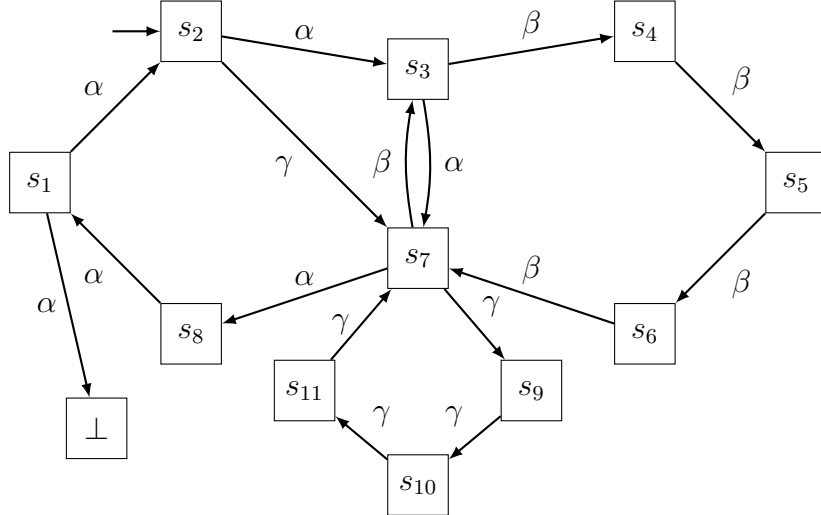 s₂ α s₃ β s₄
α β
s₁ γ β α s₅
α α α s₇ β β
s₈ γ γ s₆
s₁₁ s₉
⊥ γ γ
s₁₀